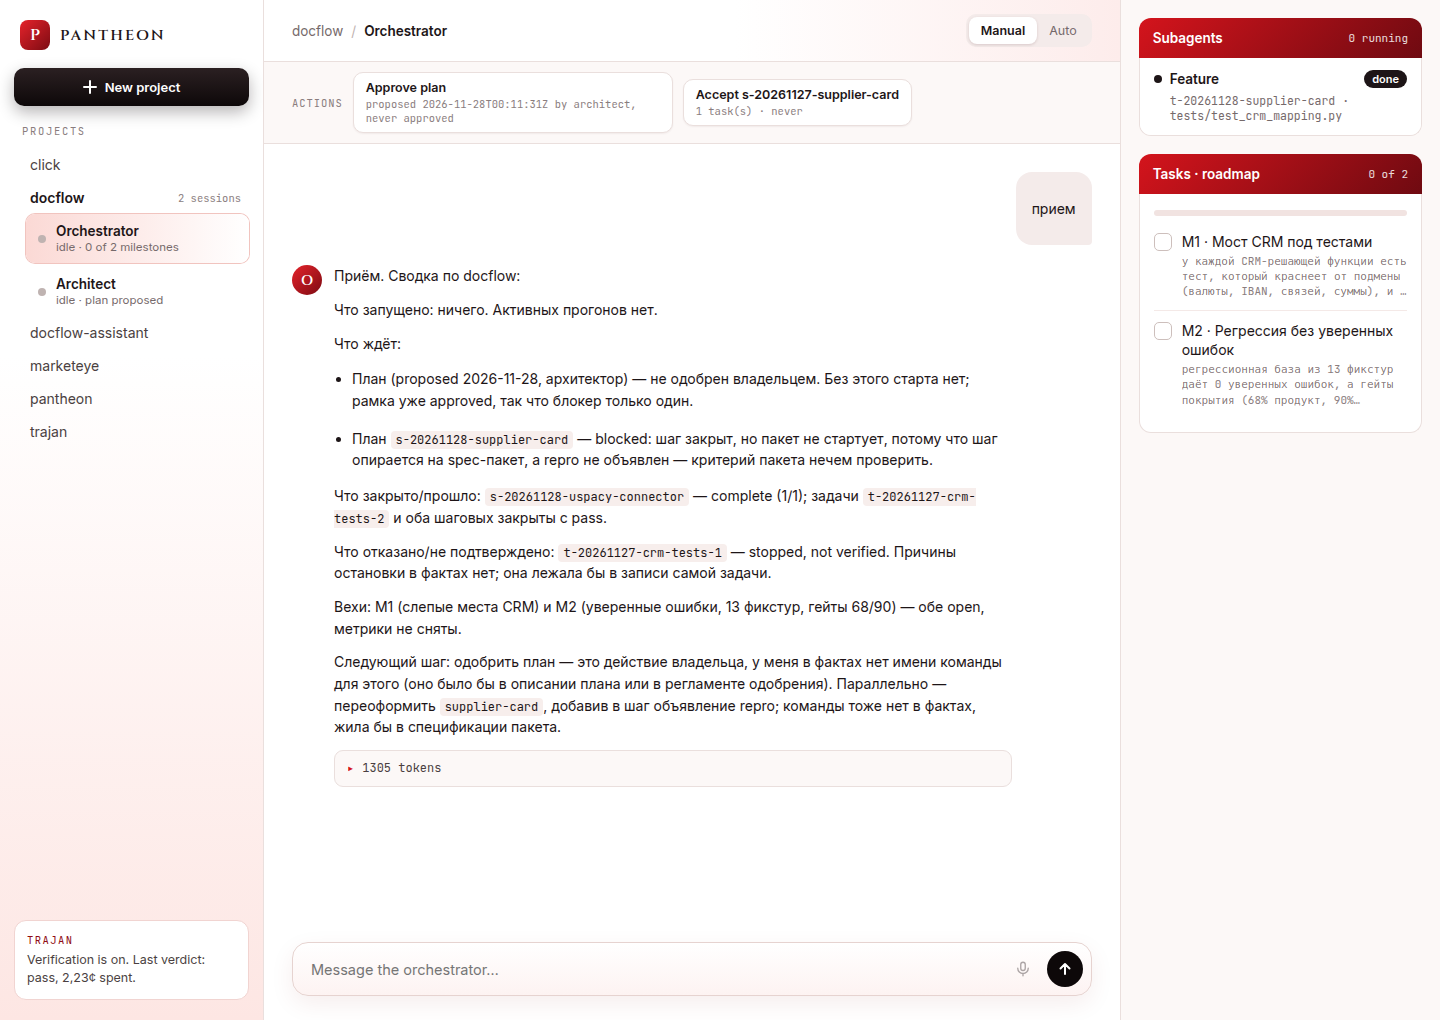 P PANTHEON
New project
PROJECTS
click
docflow 2 sessions
Orchestrator
idle · 0 of 2 milestones
Architect
idle · plan proposed
docflow-assistant
marketeye
pantheon
trajan
TRAJAN
Verification is on. Last verdict:
pass, 2,23¢ spent.
docflow / Orchestrator
Manual Auto
ACTIONS
Approve plan
proposed 2026-11-28T00:11:31Z by architect,
never approved
Accept s-20261127-supplier-card
1 task(s) · never
прием
O
Приём. Сводка по docflow:
Что запущено: ничего. Активных прогонов нет.
Что ждёт:
• План (proposed 2026-11-28, архитектор) — не одобрен владельцем. Без этого старта нет;
рамка уже approved, так что блокер только один.
• План s-20261128-supplier-card — blocked: шаг закрыт, но пакет не стартует, потому что шаг
опирается на spec-пакет, а repro не объявлен — критерий пакета нечем проверить.
Что закрыто/прошло: s-20261128-uspacy-connector — complete (1/1); задачи t-20261127-crm-
tests-2 и оба шаговых закрыты с pass.
Что отказано/не подтверждено: t-20261127-crm-tests-1 — stopped, not verified. Причины
остановки в фактах нет; она лежала бы в записи самой задачи.
Вехи: M1 (слепые места CRM) и M2 (уверенные ошибки, 13 фикстур, гейты 68/90) — обе open,
метрики не сняты.
Следующий шаг: одобрить план — это действие владельца, у меня в фактах нет имени команды
для этого (оно было бы в описании плана или в регламенте одобрения). Параллельно —
переоформить supplier-card, добавив в шаг объявление repro; команды тоже нет в фактах,
жила бы в спецификации пакета.
▸ 1305 tokens
Message the orchestrator...
Subagents 0 running
Feature done
t-20261128-supplier-card ·
tests/test_crm_mapping.py
Tasks · roadmap 0 of 2
M1 · Мост CRM под тестами
у каждой CRM-решающей функции есть
тест, который краснеет от подмены
(валюты, IBAN, связей, суммы), и …
M2 · Регрессия без уверенных
ошибок
регрессионная база из 13 фикстур
даёт 0 уверенных ошибок, а гейты
покрытия (68% продукт, 90%…